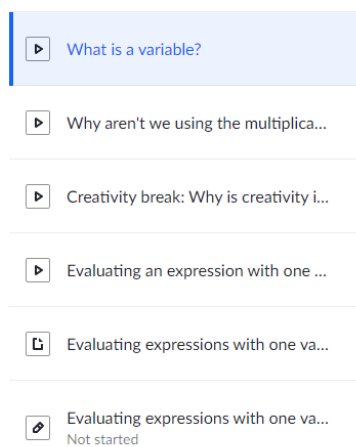 What is a variable?
Why aren't we using the multiplica...
Creativity break: Why is creativity i...
Evaluating an expression with one ...
Evaluating expressions with one va...
Evaluating expressions with one va...
Not started